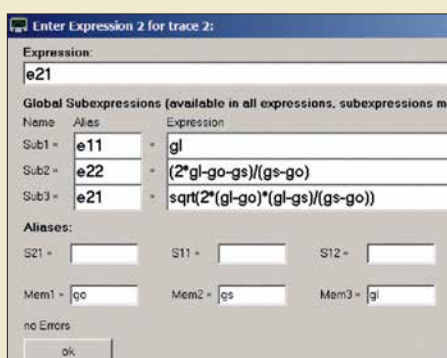 Enter Expression 2 for trace 2:
Expression:
e21
Global Subexpressions (available in all expressions, subexpressions m
Name Alias Expression
Sub1 = e11 = gl
Sub2 = e22 = (2*gl-go-gs)/(gs-go)
Sub3 = e21 = sqrt(2*(gl-go)*(gl-gs)/(gs-go))
Aliases:
S21 = S11 = S12 =
Mem1 = go Mem2 = gs Mem3 = gl
no Errors
ok